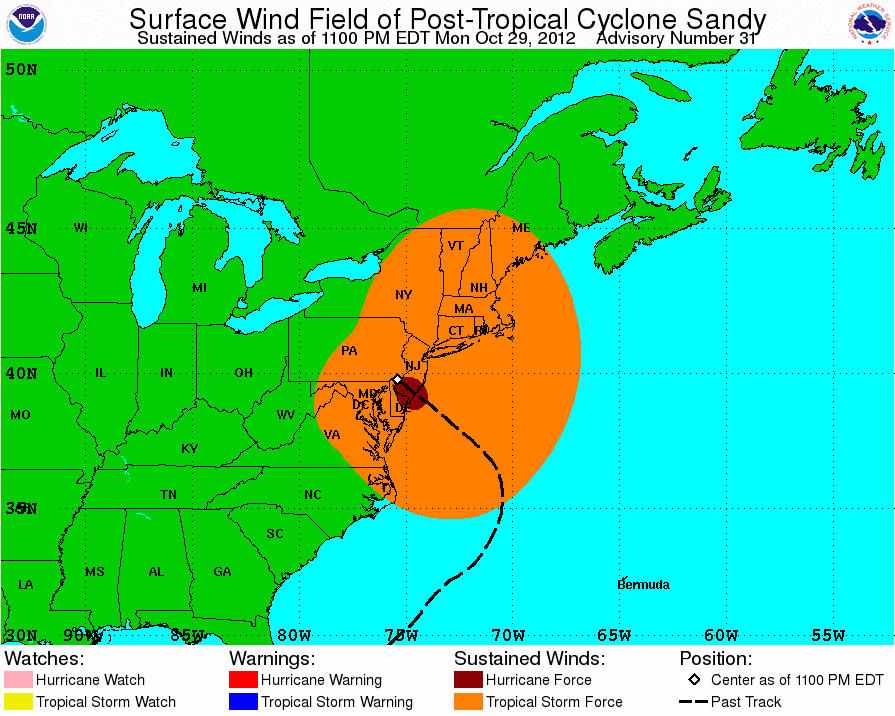 Surface Wind Field of Post-Tropical Cyclone Sandy
Sustained Winds as of 1100 PM EDT Mon Oct 29, 2012 Advisory Number 31
NOAA
NATIONAL WEATHER SERVICE
50N
45N
WI
VT
ME
MI
NY
NH
MA
CT RI
PA
NJ
40N
IL
IN
OH
MD
DC
DE
MO
WV
VA
KY
TN
NC
35N
SC
LA
MS
AL
GA
Bermuda
30N 90W 85W 80W 75W 70W 65W 60W 55W
Watches: Warnings: Sustained Winds: Position:
Hurricane Watch Hurricane Warning Hurricane Force Center as of 1100 PM EDT
Tropical Storm Watch Tropical Storm Warning Tropical Storm Force Past Track